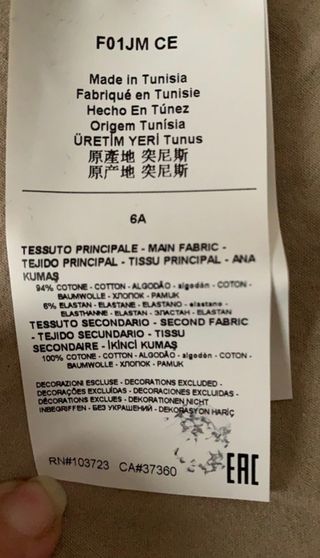 F01JM CE
Made in Tunisia
Fabriqué en Tunisie
Hecho En Túnez
Origem Tunísia
ÜRETİM YERİ Tunus
原產地 突尼斯
原产地 突尼斯
6A
TESSUTO PRINCIPALE - MAIN FABRIC -
TEJIDO PRINCIPAL - TISSU PRINCIPAL - ANA
KUMAŞ
94% COTONE - COTTON - ALGODÃO - algodón - COTON -
BAUMWOLLE - ХЛОПОК - PAMUK
6% ELASTAN - ELASTANE - ELASTANO - elastano -
ELASTHANNE - ELASTAN - ЭЛАСТАН - ELASTAN
TESSUTO SECONDARIO - SECOND FABRIC
- TEJIDO SECUNDARIO - TISSU
SECONDAIRE - İKİNCİ KUMAŞ
100% COTONE - COTTON - ALGODÃO - algodón - COTON -
BAUMWOLLE - ХЛОПОК - PAMUK
DECORAZIONI ESCLUSE - DECORATIONS EXCLUDED -
DECORAÇÕES EXCLUÍDAS - DECORACIONES EXCLUIDAS -
DÉCORATIONS EXCLUES - DEKORATIONEN NICHT
INBEGRIFFEN - БЕЗ УКРАШЕНИЙ - DEKORASYON HARİÇ
RN#103723 CA#37360 EAC